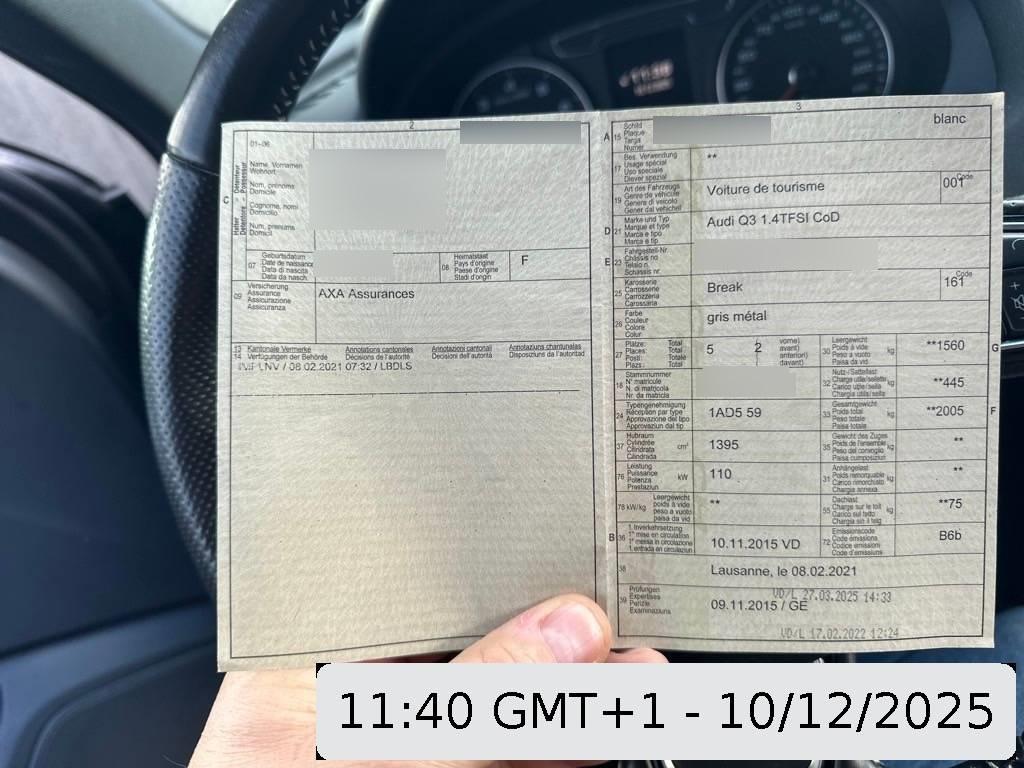 2
01-06
Halter - Détenteur
Detentore - Possessor
C
Name, Vornamen
Wohnort
Nom, prénoms
Domicile
Cognome, nomi
Domicilio
Num, prenums
Domicil
07
Geburtsdatum
Date de naissance
Data di nascita
Data da nasch.
08
Heimatstaat
Pays d'origine
Paese d'origine
Stadi d'origin
F
09
Versicherung
Assurance
Assicurazione
Assicuranza
AXA Assurances
13 Kantonale Vermerke Annotations cantonales Annotazioni cantonali Annotaziuns chantunalas
14 Verfügungen der Behörde Décisions de l'autorité Decisioni dell'autorità Disposiziuns da l'autoritad
LNV / 08.02.2021 07:32 / LBDLS
3
A 15
Schild
Plaque
Targa
Numer
blanc
17
Bes. Verwendung
Usage spécial
Uso speciale
Diever spezial
**
19
Art des Fahrzeugs
Genre de véhicule
Genere di veicolo
Gener dal vehichel
Voiture de tourisme
Code
001
D 21
Marke und Typ
Marque et type
Marca e tipo
Marca e tip
Audi Q3 1.4TFSI CoD
E 23
Fahrgestell-Nr.
Châssis no
Telaio n.
Schassis nr.
25
Karosserie
Carrosserie
Carrozzeria
Carossaria
Break
Code
161
26
Farbe
Couleur
Colore
Colur
gris métal
27
Plätze: Total
Places: Total
Posti: Totale
Plazs: Total
5
2
vorne)
avant)
anteriori)
davant)
30
Leergewicht
Poids à vide
Peso a vuoto
Paisa da vid
kg
**1560
G
18
Stammnummer
N° matricule
N. di matricola
Nr. da matricla
32
Nutz-/Sattellast
Charge utile/sellette
Carico utile/sella
Chargia utila/sella
kg
**445
24
Typengenehmigung
Réception par type
Approvazione del tipo
Approvaziun dal tip
1AD5 59
33
Gesamtgewicht
Poids total
Peso totale
Paisa totala
kg
**2005
F
37
Hubraum
Cylindrée
Cilindrata
Cilindrada
cm³
1395
35
Gewicht des Zuges
Poids de l'ensemble
Peso del convoglio
Paisa cumposiziun
kg
**
76
Leistung
Puissance
Potenza
Prestaziun
kW
110
31
Anhängelast
Poids remorquable
Carico rimorchiato
Chargia annexa
kg
**
78 kW/kg
Leergewicht
poids à vide
peso a vuoto
paisa da vid
**
55
Dachlast
Charge sur le toit
Carico sul tetto
Chargia sin il tetg
kg
**75
B 36
1. Inverkehrsetzung
1re mise en circulation
1a messa in circolazione
1. entrada en circulaziun
10.11.2015 VD
72
Emissionscode
Code émissions
Codice emissioni
Code d'emissiuns
B6b
38
Lausanne, le 08.02.2021
39
Prüfungen
Expertises
Perizie
Examinaziuns
VD/L 27.03.2025 14:33
09.11.2015 / GE
VD/L 17.02.2022 12:24
11:40 GMT+1 - 10/12/2025